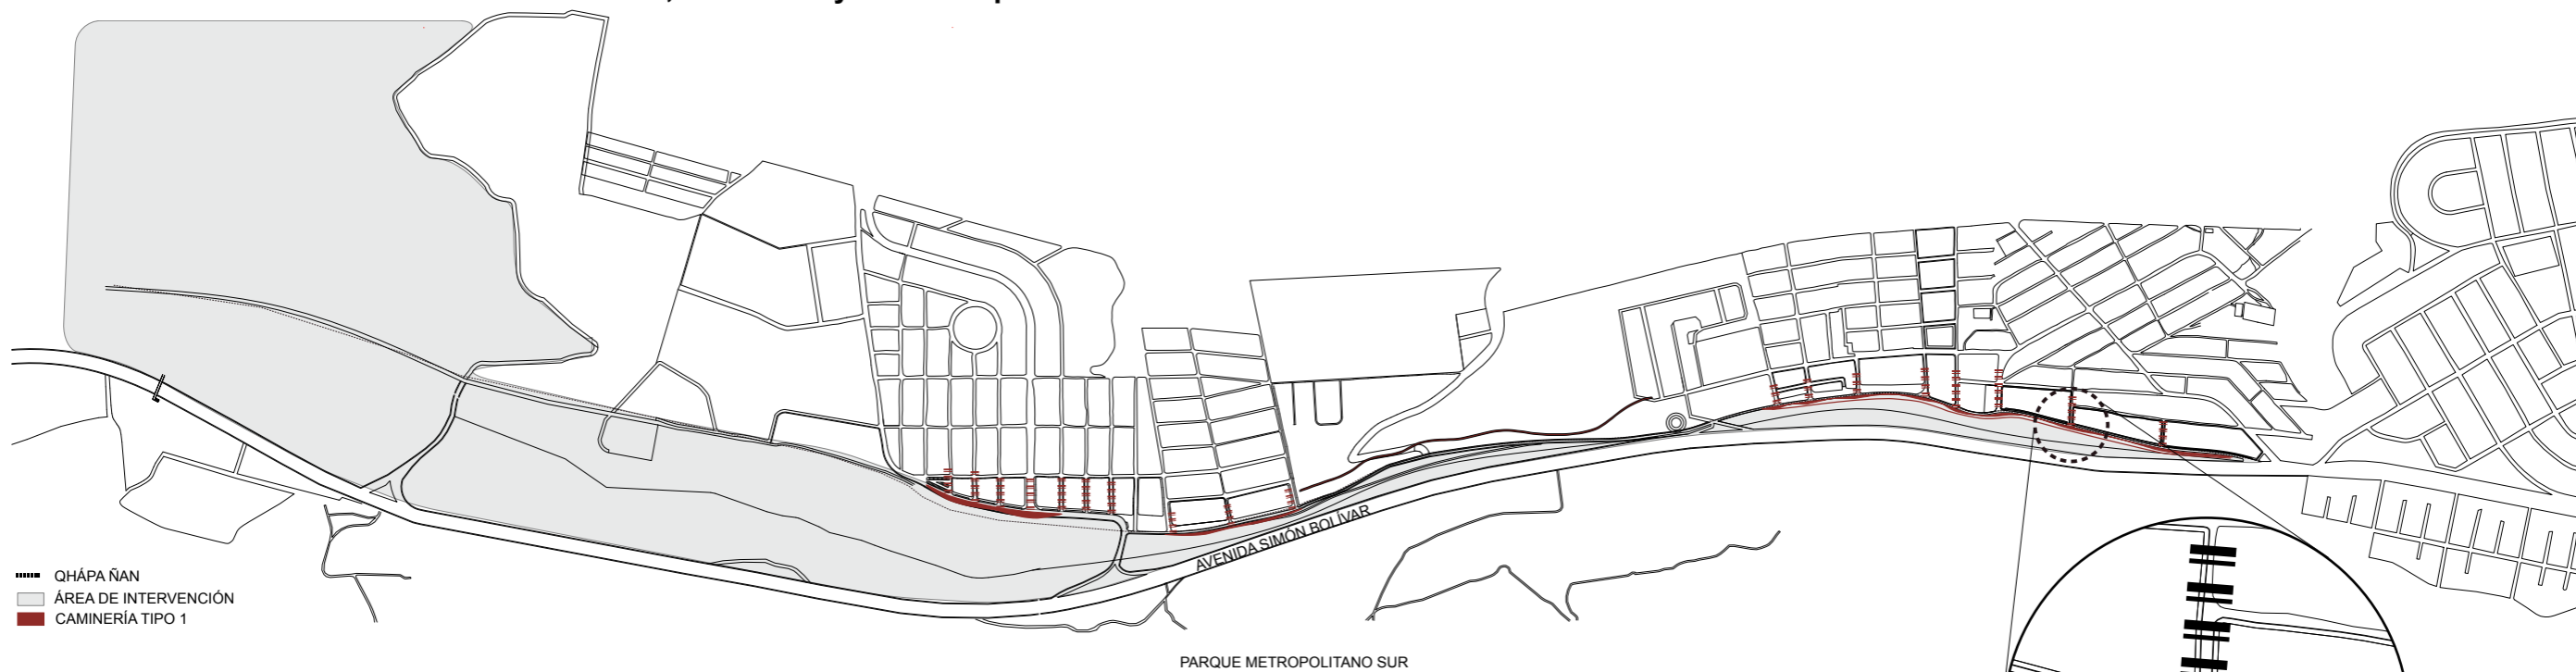 AVENIDA SIMÓN BOLÍVAR
QHÁPA ÑAN
ÁREA DE INTERVENCIÓN
CAMINERÍA TIPO 1
PARQUE METROPOLITANO SUR